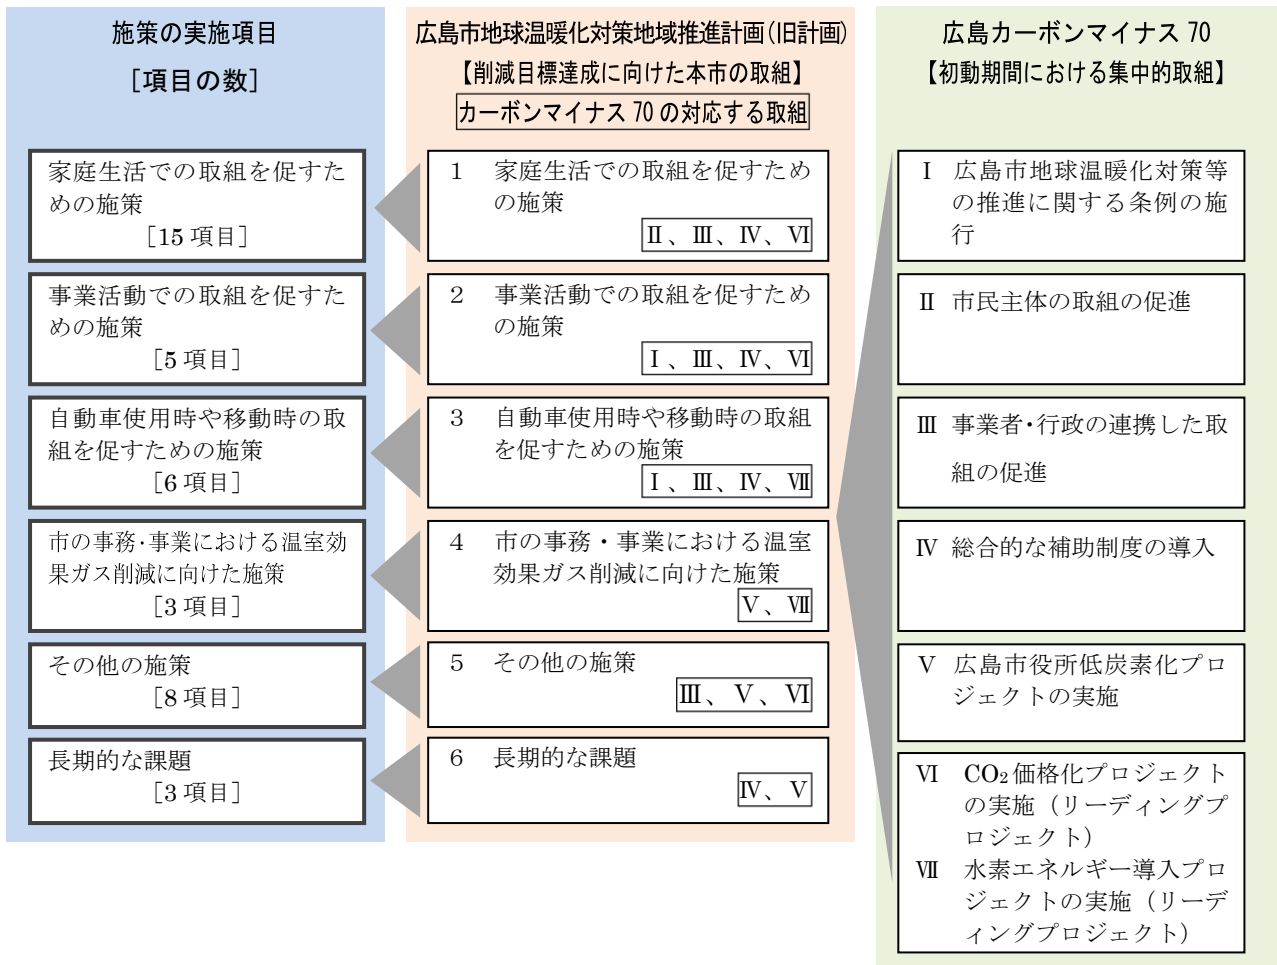 施策の実施項目
[項目の数]
家庭生活での取組を促すた
めの施策
[15 項目]
事業活動での取組を促すた
めの施策
[5 項目]
自動車使用時や移動時の取
組を促すための施策
[6 項目]
市の事務･事業における温室効
果ガス削減に向けた施策
[3 項目]
その他の施策
[8 項目]
長期的な課題
[3 項目]
広島市地球温暖化対策地域推進計画(旧計画)
【削減目標達成に向けた本市の取組】
カーボンマイナス 70 の対応する取組
1 家庭生活での取組を促すため
の施策
Ⅱ、Ⅲ、Ⅳ、Ⅵ
2 事業活動での取組を促すため
の施策
Ⅰ、Ⅲ、Ⅳ、Ⅵ
3 自動車使用時や移動時の取組
を促すための施策
Ⅰ、Ⅲ、Ⅳ、Ⅶ
4 市の事務・事業における温室
効果ガス削減に向けた施策
Ⅴ、Ⅶ
5 その他の施策
Ⅲ、Ⅴ、Ⅵ
6 長期的な課題
Ⅳ、Ⅴ
広島カーボンマイナス 70
【初動期間における集中的取組】
Ⅰ 広島市地球温暖化対策等
の推進に関する条例の施
行
Ⅱ 市民主体の取組の促進
Ⅲ 事業者･行政の連携した取
組の促進
Ⅳ 総合的な補助制度の導入
Ⅴ 広島市役所低炭素化プロ
ジェクトの実施
Ⅵ CO₂価格化プロジェクト
の実施（リーディングプ
ロジェクト）
Ⅶ 水素エネルギー導入プロ
ジェクトの実施（リーデ
ィングプロジェクト）